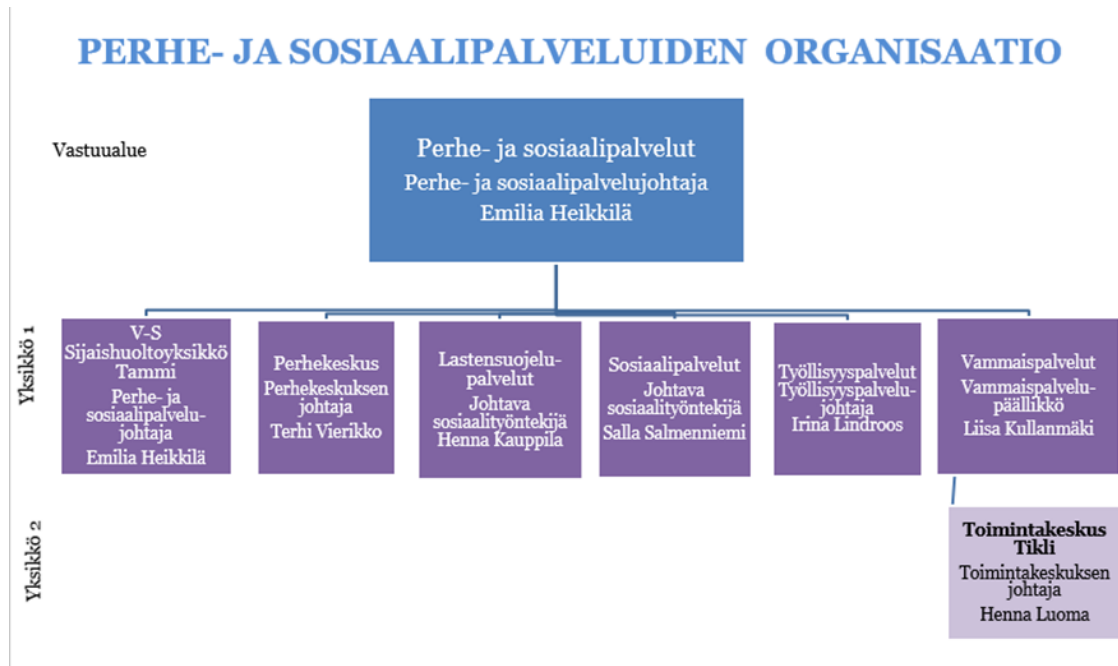 PERHE- JA SOSIAALIPALVELUIDEN ORGANISAATIO
Vastuualue
Perhe- ja sosiaalipalvelut
Perhe- ja sosiaalipalvelujohtaja
Emilia Heikkilä
Yksikkö 1
V-S
Sijaishuoltoyksikkö
Tammi
Perhe- ja
sosiaalipalvelu-
johtaja
Emilia Heikkilä
Perhekeskus
Perhekeskuksen
johtaja
Terhi Vierikko
Lastensuojelu-
palvelut
Johtava
sosiaalityöntekijä
Henna Kauppila
Sosiaalipalvelut
Johtava
sosiaalityöntekijä
Salla Salmenniemi
Työllisyyspalvelut
Työllisyyspalvelu-
johtaja
Irina Lindroos
Vammaispalvelut
Vammaispalvelu-
päällikkö
Liisa Kullanmäki
Yksikkö 2
Toimintakeskus
Tikli
Toimintakeskuksen
johtaja
Henna Luoma